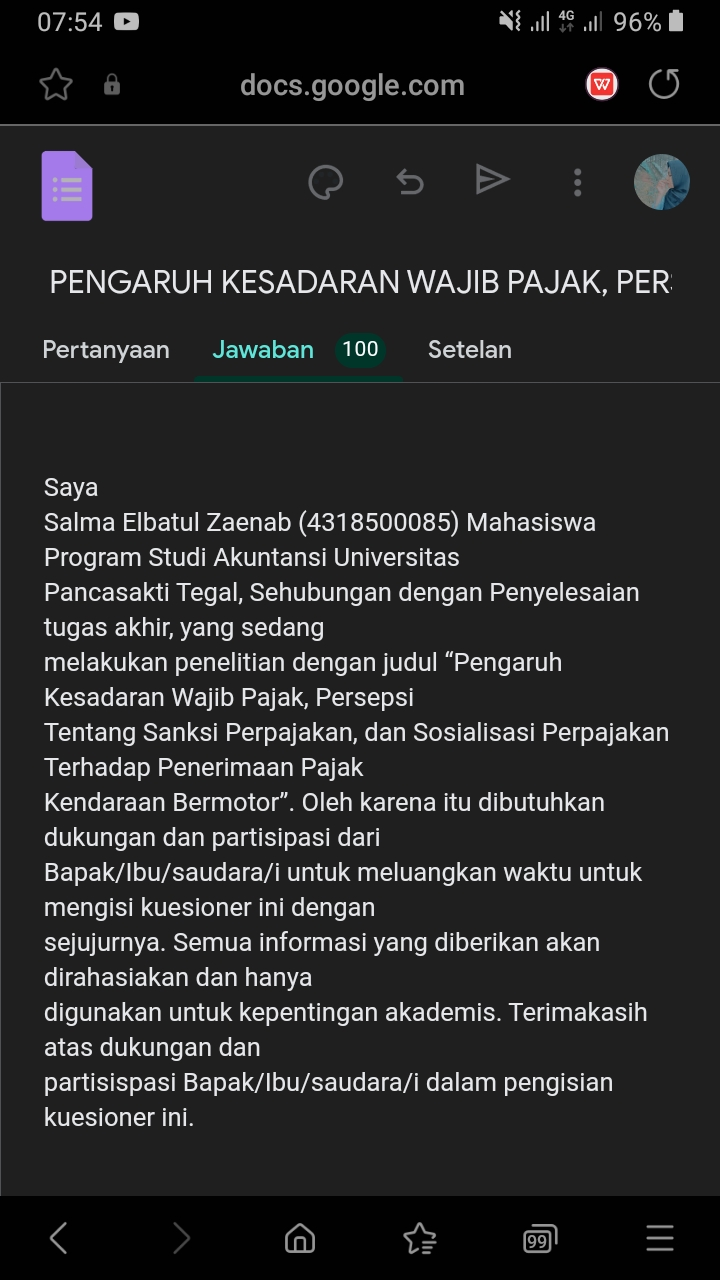 07:54
4G
96%
docs.google.com
W
PENGARUH KESADARAN WAJIB PAJAK, PER
Pertanyaan
Jawaban 100
Setelan
Saya
Salma Elbatul Zaenab (4318500085) Mahasiswa
Program Studi Akuntansi Universitas
Pancasakti Tegal, Sehubungan dengan Penyelesaian
tugas akhir, yang sedang
melakukan penelitian dengan judul “Pengaruh
Kesadaran Wajib Pajak, Persepsi
Tentang Sanksi Perpajakan, dan Sosialisasi Perpajakan
Terhadap Penerimaan Pajak
Kendaraan Bermotor”. Oleh karena itu dibutuhkan
dukungan dan partisipasi dari
Bapak/Ibu/saudara/i untuk meluangkan waktu untuk
mengisi kuesioner ini dengan
sejujurnya. Semua informasi yang diberikan akan
dirahasiakan dan hanya
digunakan untuk kepentingan akademis. Terimakasih
atas dukungan dan
partisispasi Bapak/Ibu/saudara/i dalam pengisian
kuesioner ini.
99